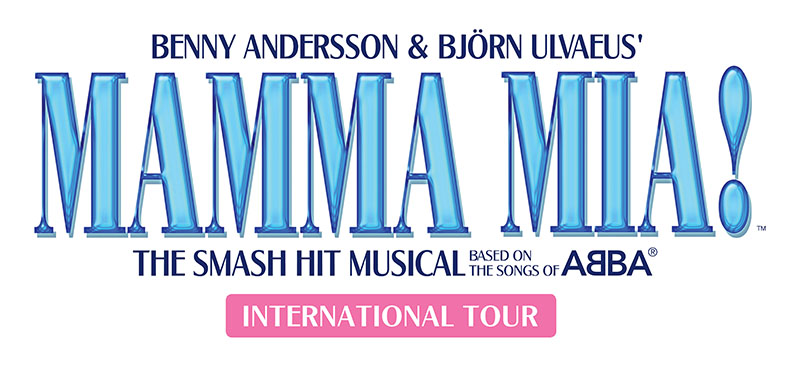 BENNY ANDERSSON & BJÖRN ULVAEUS'
MAMMA MIA!™
THE SMASH HIT MUSICAL BASED ON THE SONGS OF ABBA®
INTERNATIONAL TOUR